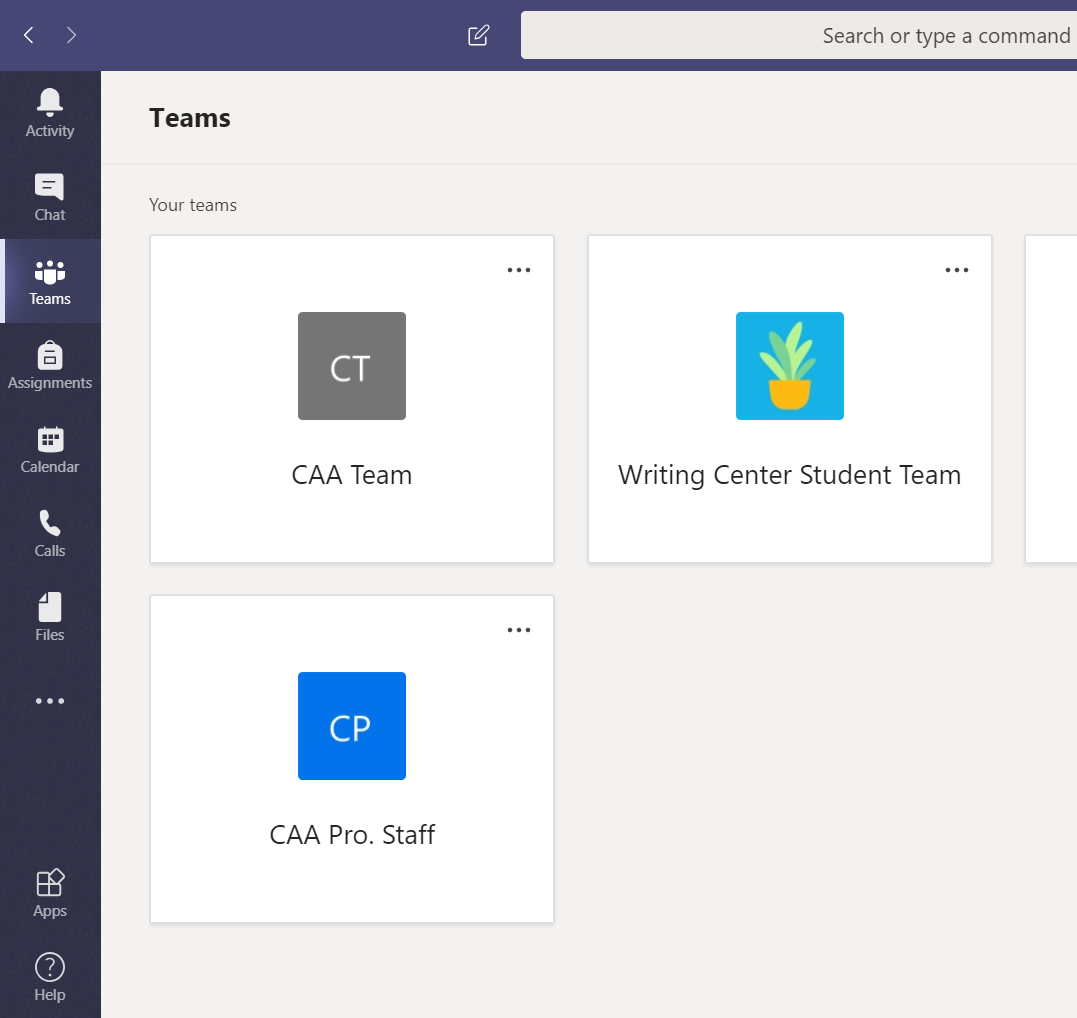 Search or type a command
Activity
Chat
Teams
Assignments
Calendar
Calls
Files
Apps
Help
Teams
Your teams
CT
CAA Team
Writing Center Student Team
CP
CAA Pro. Staff